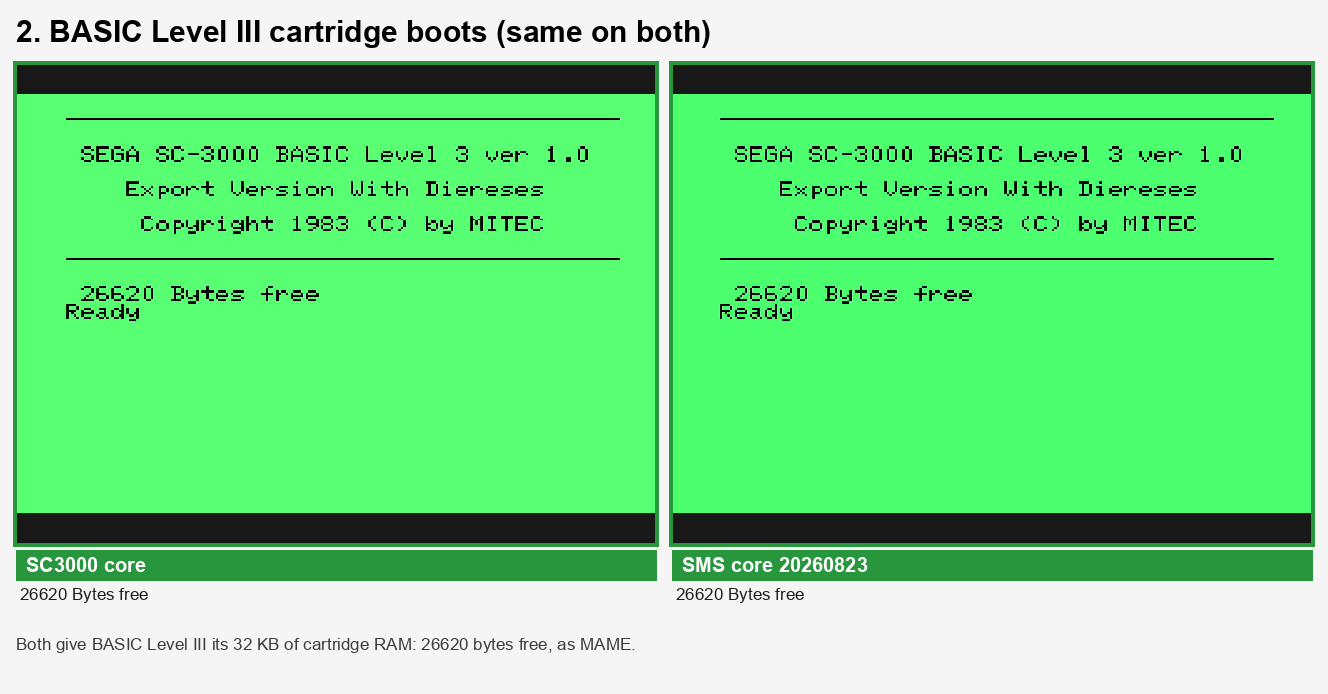 2. BASIC Level III cartridge boots (same on both)
SEGA SC-3000 BASIC Level 3 ver 1.0
Export Version With Diereses
Copyright 1983 (C) by MITEC
26620 Bytes free
Ready
SEGA SC-3000 BASIC Level 3 ver 1.0
Export Version With Diereses
Copyright 1983 (C) by MITEC
26620 Bytes free
Ready
SC3000 core
26620 Bytes free
SMS core 20260823
26620 Bytes free
Both give BASIC Level III its 32 KB of cartridge RAM: 26620 bytes free, as MAME.